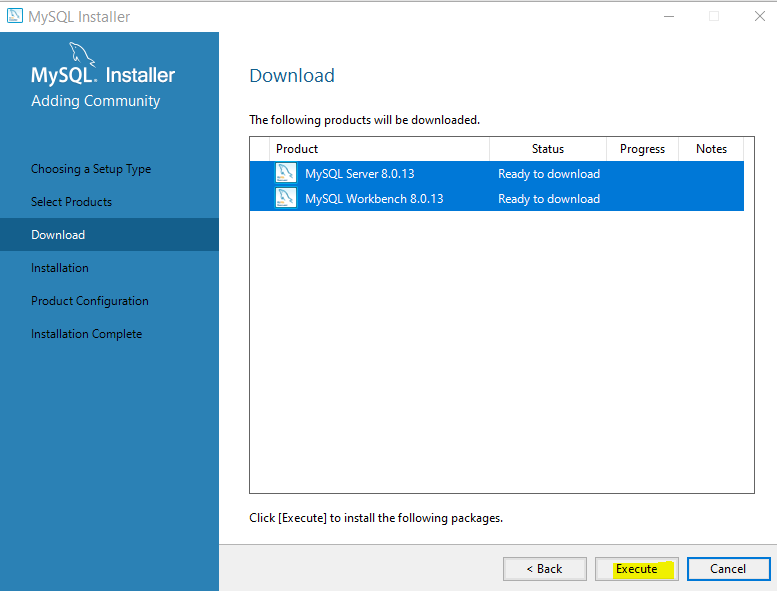 MySQL Installer
MySQL. Installer
Adding Community
Choosing a Setup Type
Select Products
Download
Installation
Product Configuration
Installation Complete
Download
The following products will be downloaded.
Product Status Progress Notes
MySQL Server 8.0.13 Ready to download
MySQL Workbench 8.0.13 Ready to download
Click [Execute] to install the following packages.
< Back Execute Cancel